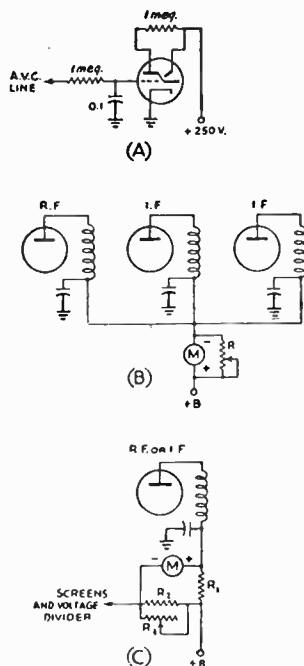 1 meg.
1 meg.
A.V.C.
LINE
0.1
+250 V.
(A)
R.F I.F I F
M
-
+
R
+B
(B)
R.F. OR I.F
- M +
R1
SCREENS
AND VOLTAGE
DIVIDER
R2
R3
+B
(C)